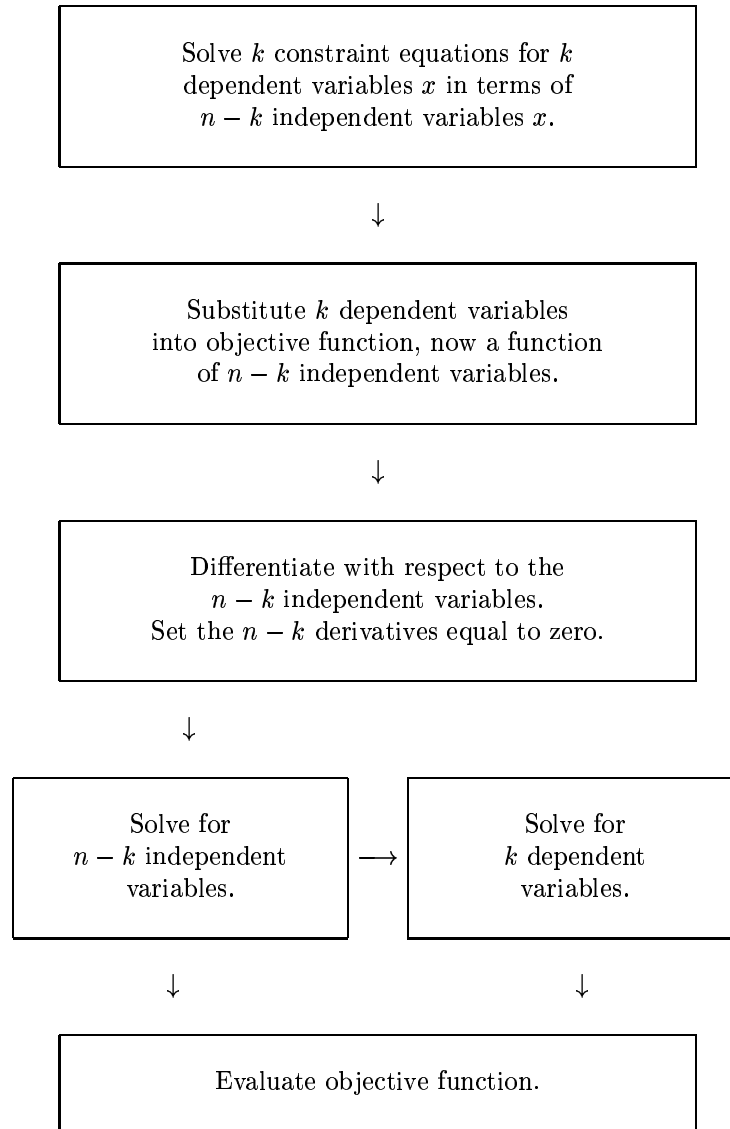 Solve k constraint equations for k
dependent variables x in terms of
n − k independent variables x.
↓
Substitute k dependent variables
into objective function, now a function
of n − k independent variables.
↓
Differentiate with respect to the
n − k independent variables.
Set the n − k derivatives equal to zero.
↓
Solve for
n − k independent
variables.
⟶
Solve for
k dependent
variables.
↓
↓
Evaluate objective function.